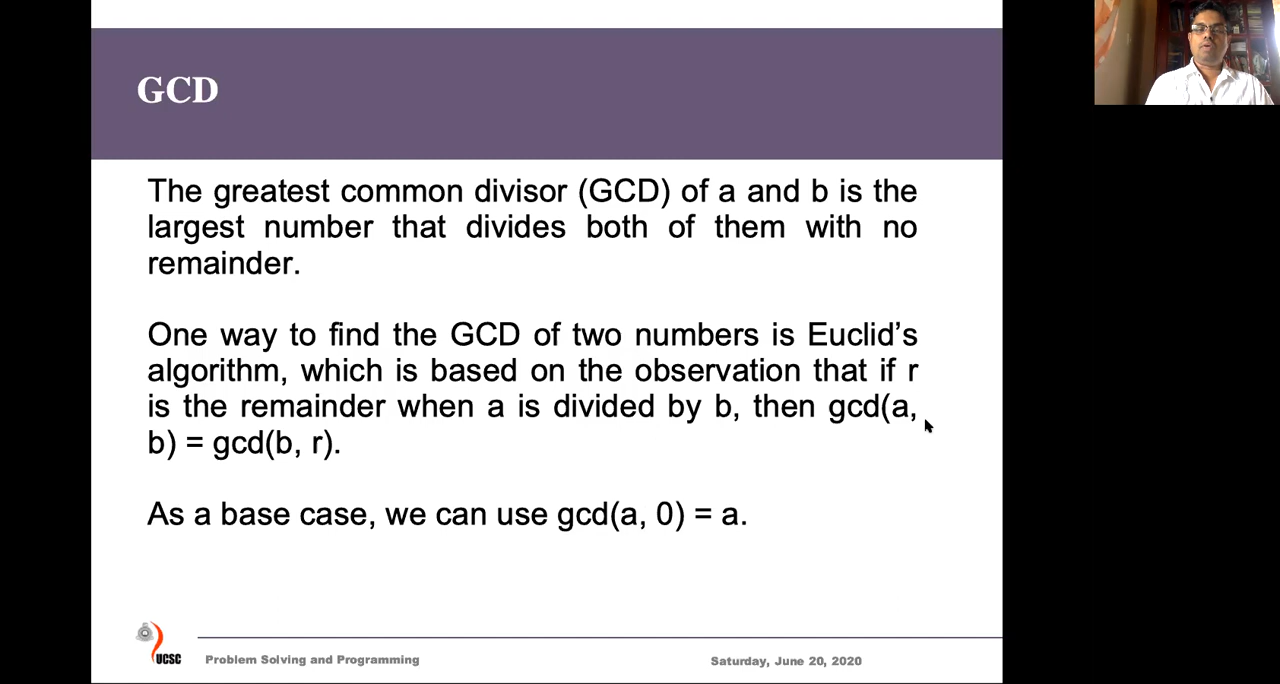 GCD
The greatest common divisor (GCD) of a and b is the
largest number that divides both of them with no
remainder.
One way to find the GCD of two numbers is Euclid’s
algorithm, which is based on the observation that if r
is the remainder when a is divided by b, then gcd(a,
b) = gcd(b, r).
As a base case, we can use gcd(a, 0) = a.
UCSC
Problem Solving and Programming
Saturday, June 20, 2020